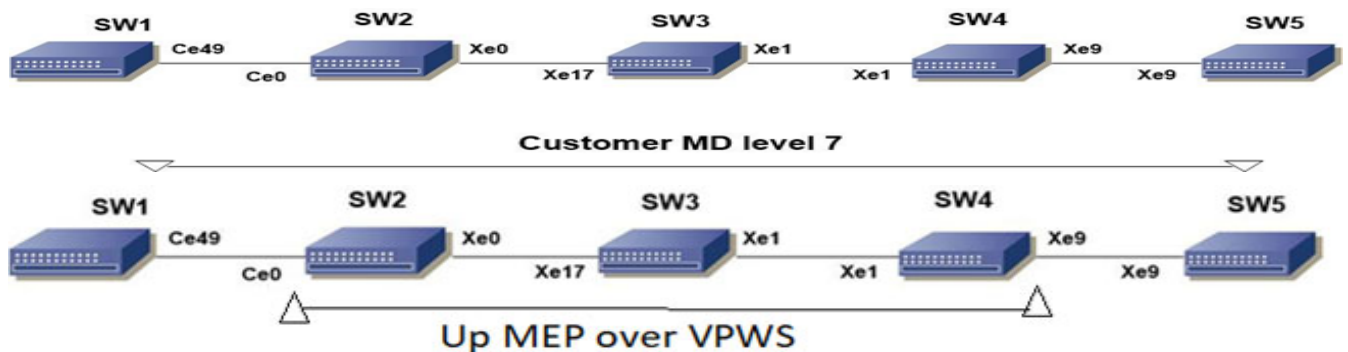 SW1 SW2 SW3 SW4 SW5
Ce49 Xe0 Xe1 Xe9
Ce0 Xe17 Xe1 Xe9
Customer MD level 7
SW1 SW2 SW3 SW4 SW5
Ce49 Xe0 Xe1 Xe9
Ce0 Xe17 Xe1 Xe9
Up MEP over VPWS